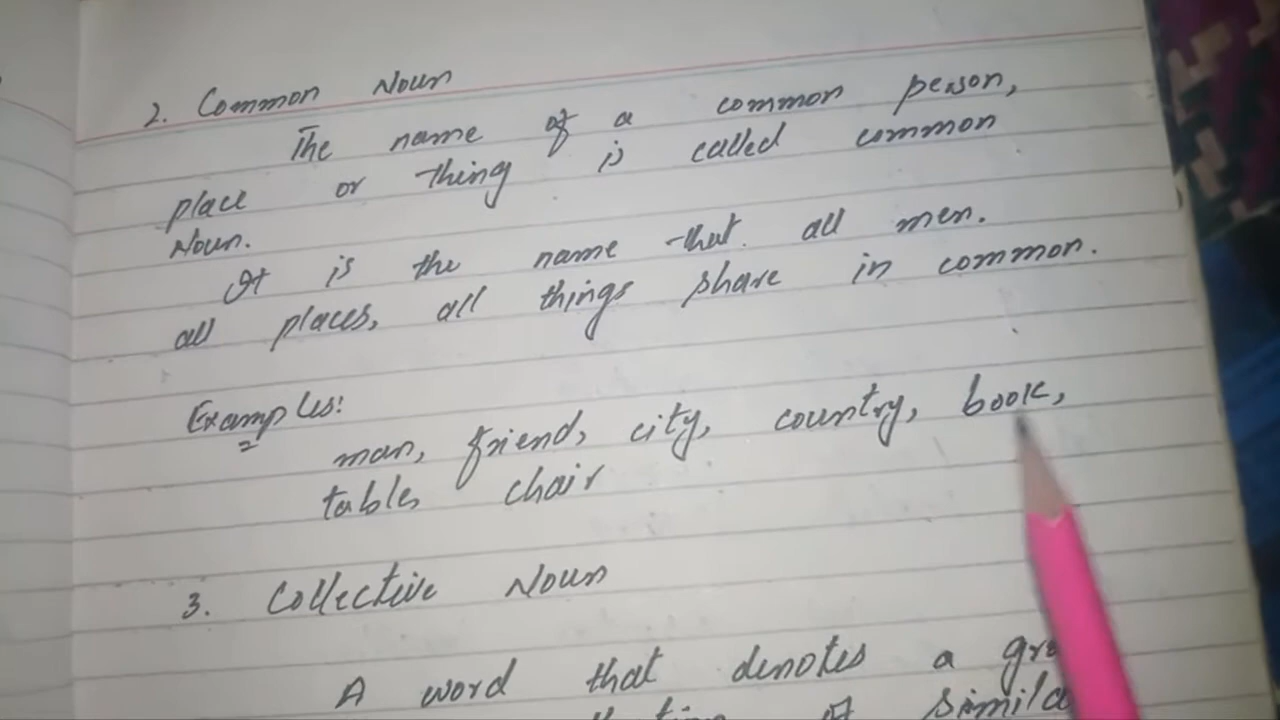 2. Common Noun
The name of a common person,
place or thing is called common
Noun.
It is the name that all men.
all places, all things share in common.
Examples:
man, friend, city, country, book,
table, chair
3. Collective Noun
A word that denotes a
of